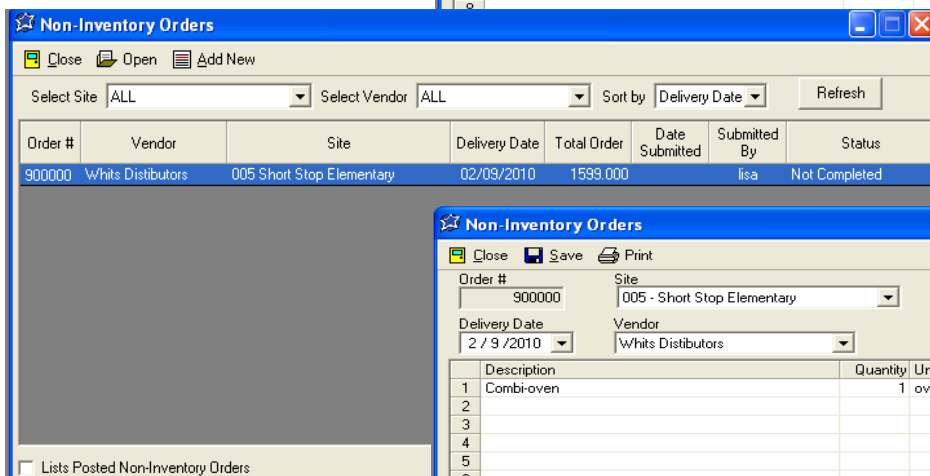 8
Non-Inventory Orders
Close Open Add New
Select Site ALL Select Vendor ALL Sort by Delivery Date Refresh
Order # Vendor Site Delivery Date Total Order Date Submitted Submitted By Status
900000 Whits Distibutors 005 Short Stop Elementary 02/09/2010 1599.000 lisa Not Completed
Non-Inventory Orders
Close Save Print
Order # Site
900000 005 - Short Stop Elementary
Delivery Date Vendor
2 / 9 /2010 Whits Distibutors
Description Quantity Un
1 Combi-oven 1 ov
2
3
4
5
Lists Posted Non-Inventory Orders